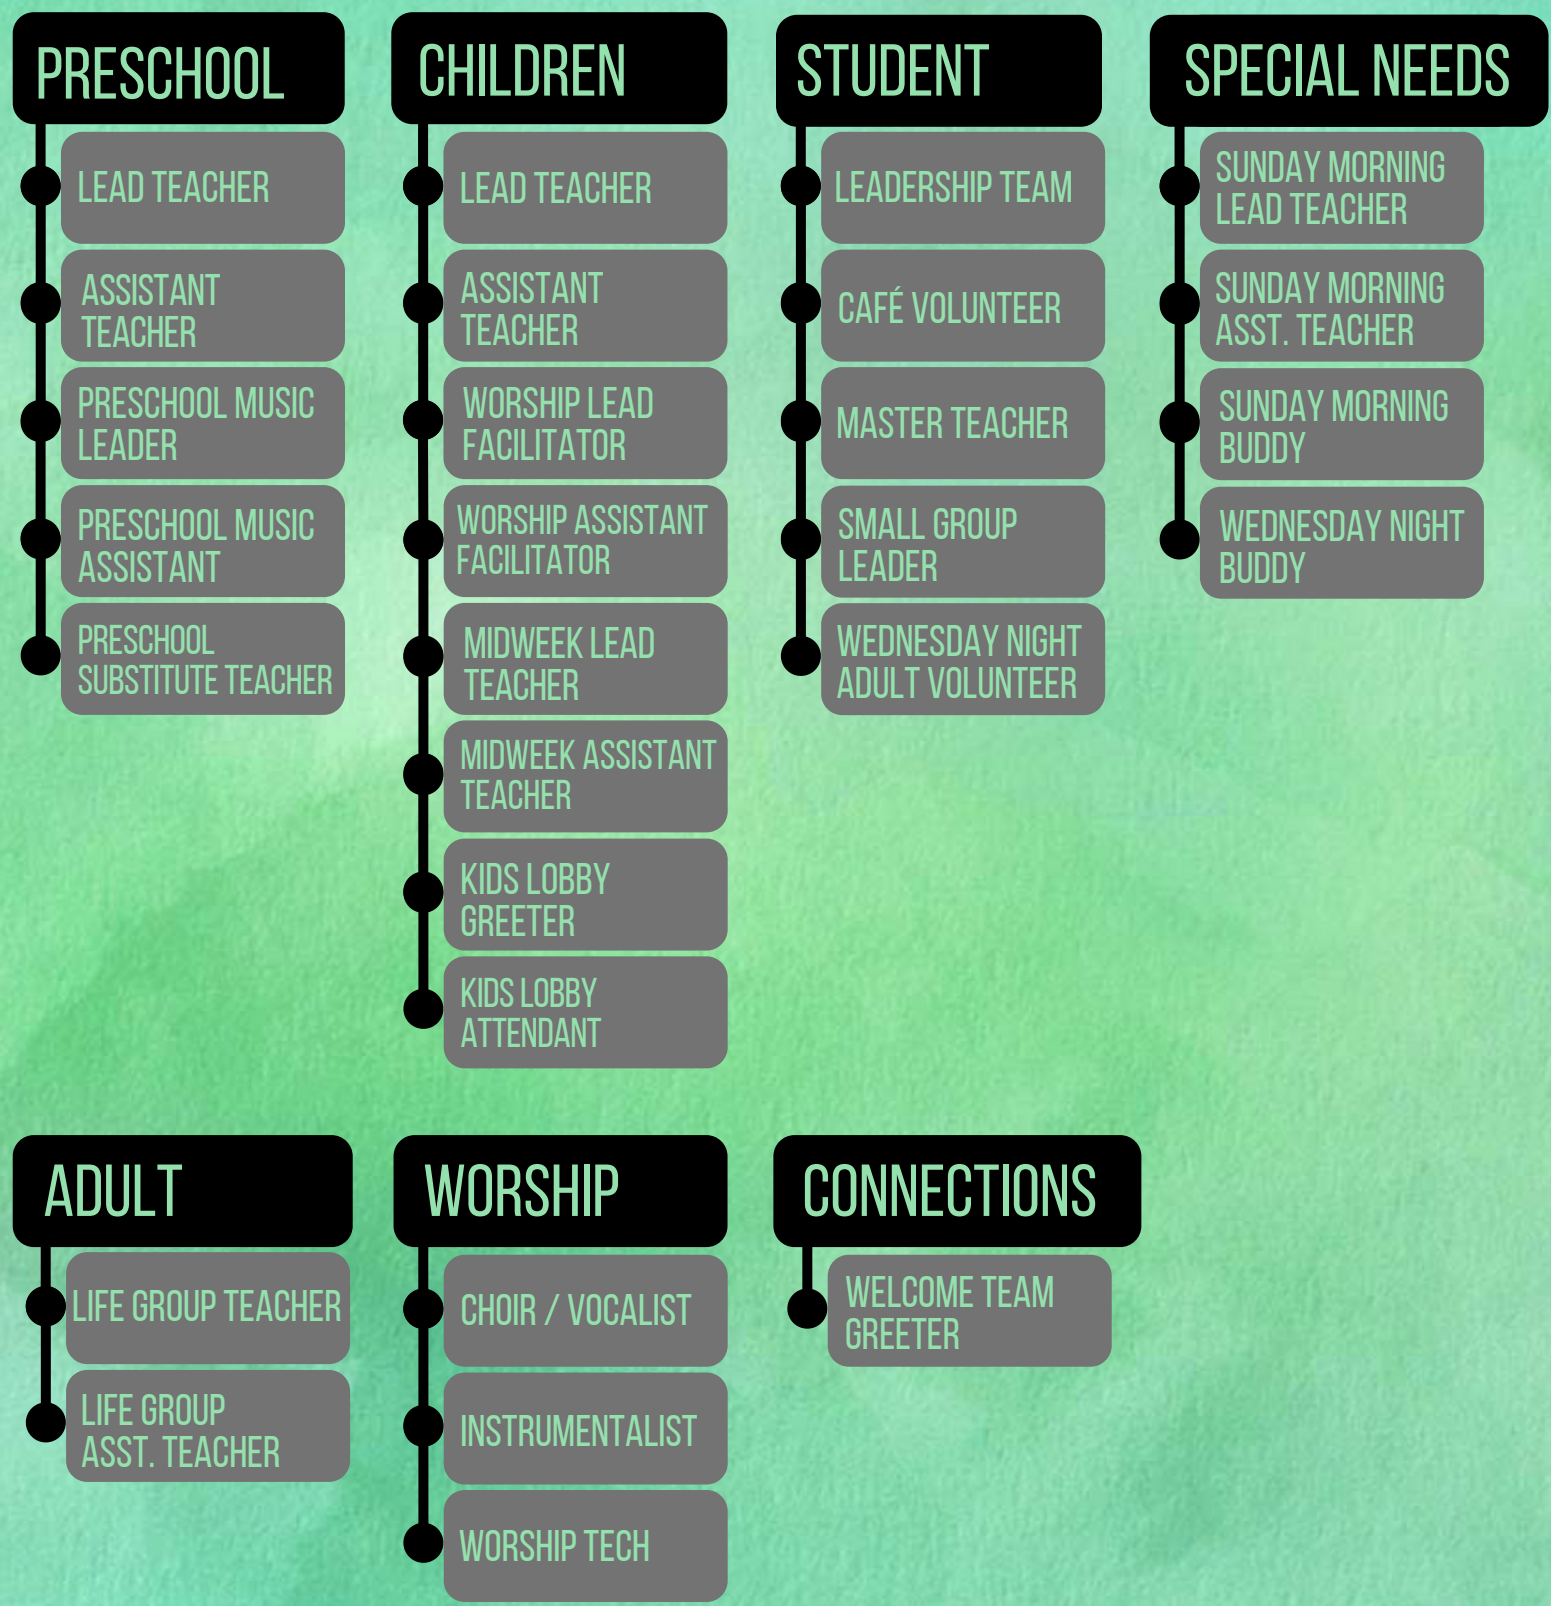 PRESCHOOL
LEAD TEACHER
ASSISTANT
TEACHER
PRESCHOOL MUSIC
LEADER
PRESCHOOL MUSIC
ASSISTANT
PRESCHOOL
SUBSTITUTE TEACHER
CHILDREN
LEAD TEACHER
ASSISTANT
TEACHER
WORSHIP LEAD
FACILITATOR
WORSHIP ASSISTANT
FACILITATOR
MIDWEEK LEAD
TEACHER
MIDWEEK ASSISTANT
TEACHER
KIDS LOBBY
GREETER
KIDS LOBBY
ATTENDANT
STUDENT
LEADERSHIP TEAM
CAFÉ VOLUNTEER
MASTER TEACHER
SMALL GROUP
LEADER
WEDNESDAY NIGHT
ADULT VOLUNTEER
SPECIAL NEEDS
SUNDAY MORNING
LEAD TEACHER
SUNDAY MORNING
ASST. TEACHER
SUNDAY MORNING
BUDDY
WEDNESDAY NIGHT
BUDDY
ADULT
LIFE GROUP TEACHER
LIFE GROUP
ASST. TEACHER
WORSHIP
CHOIR / VOCALIST
INSTRUMENTALIST
WORSHIP TECH
CONNECTIONS
WELCOME TEAM
GREETER